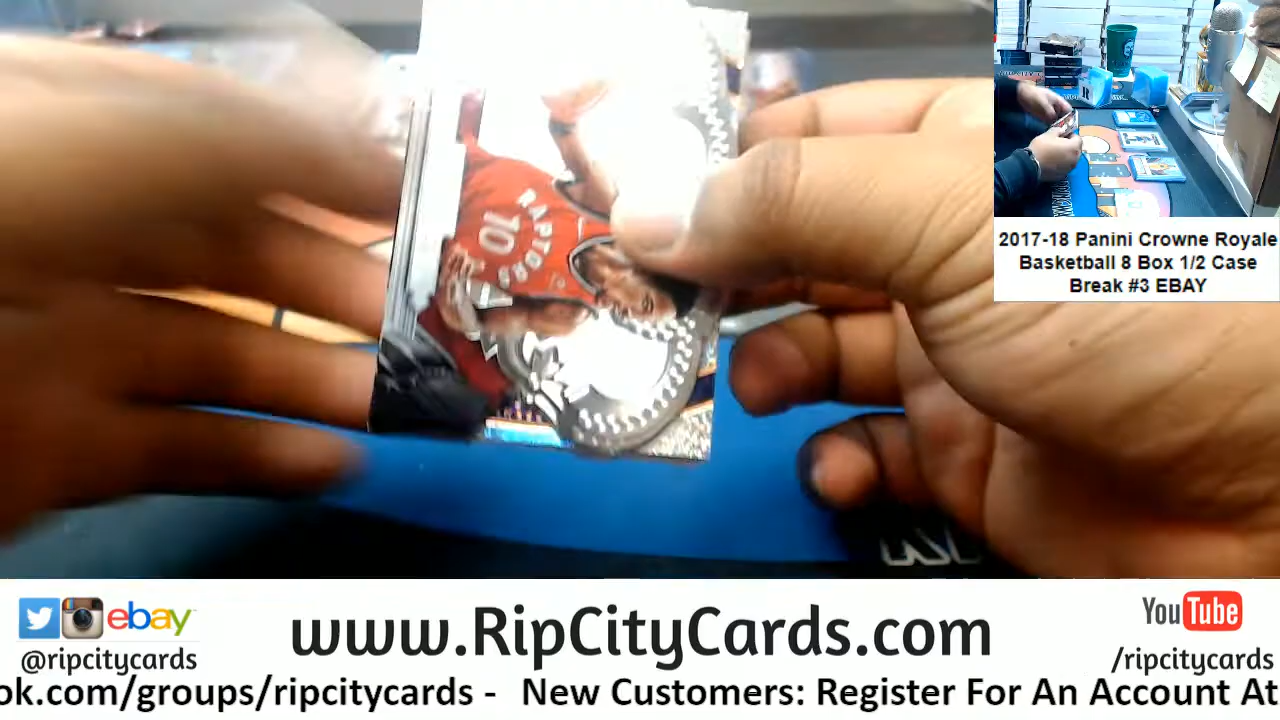 RAPTORS
10
2017-18 Panini Crowne Royale
Basketball 8 Box 1/2 Case
Break #3 EBAY
ebay
www.RipCityCards.com
YouTube
@ripcitycards
/ripcitycards
ok.com/groups/ripcitycards - New Customers: Register For An Account At